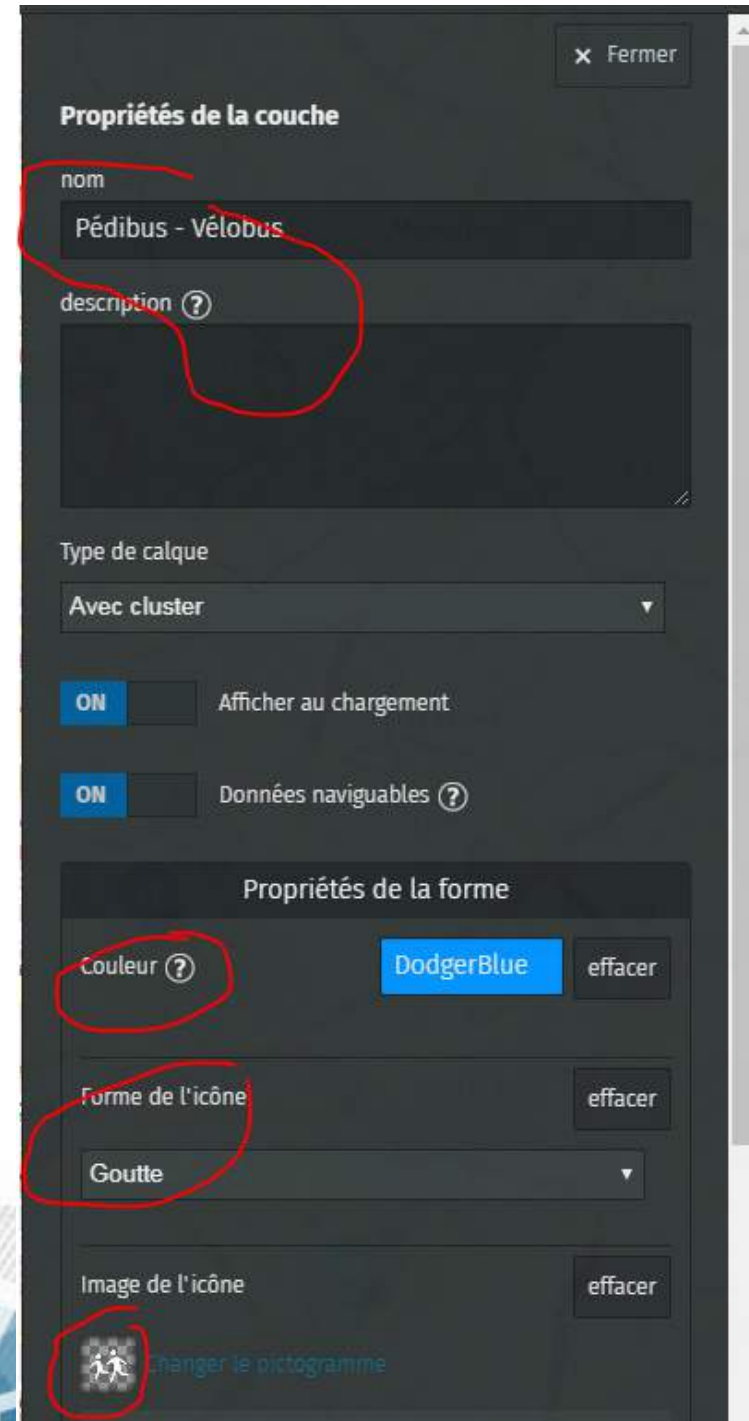 × Fermer
Propriétés de la couche
nom
Pédibus - Vélobus
description ?
Type de calque
Avec cluster
ON Afficher au chargement
ON Données naviguables ?
Propriétés de la forme
Couleur ? DodgerBlue effacer
Forme de l'icône effacer
Goutte
Image de l'icône effacer
Changer le pictogramme